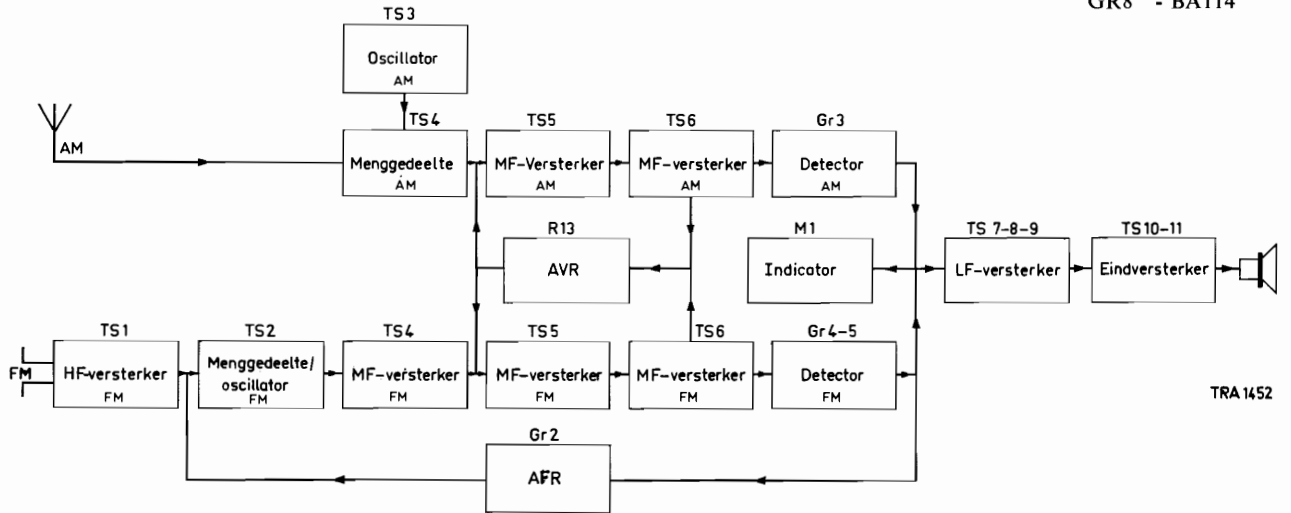 GR8 - BA114
TS3
Oscillator
AM
AM
TS4
Menggedeelte
AM
TS5
MF-Versterker
AM
TS6
MF-versterker
AM
Gr3
Detector
AM
R13
AVR
M1
Indicator
TS 7-8-9
LF-versterker
TS10-11
Eindversterker
FM
TS1
HF-versterker
FM
TS2
Menggedeelte/
oscillator
FM
TS4
MF-versterker
FM
TS5
MF-versterker
FM
TS6
MF-versterker
FM
Gr4-5
Detector
FM
TRA 1452
Gr2
AFR